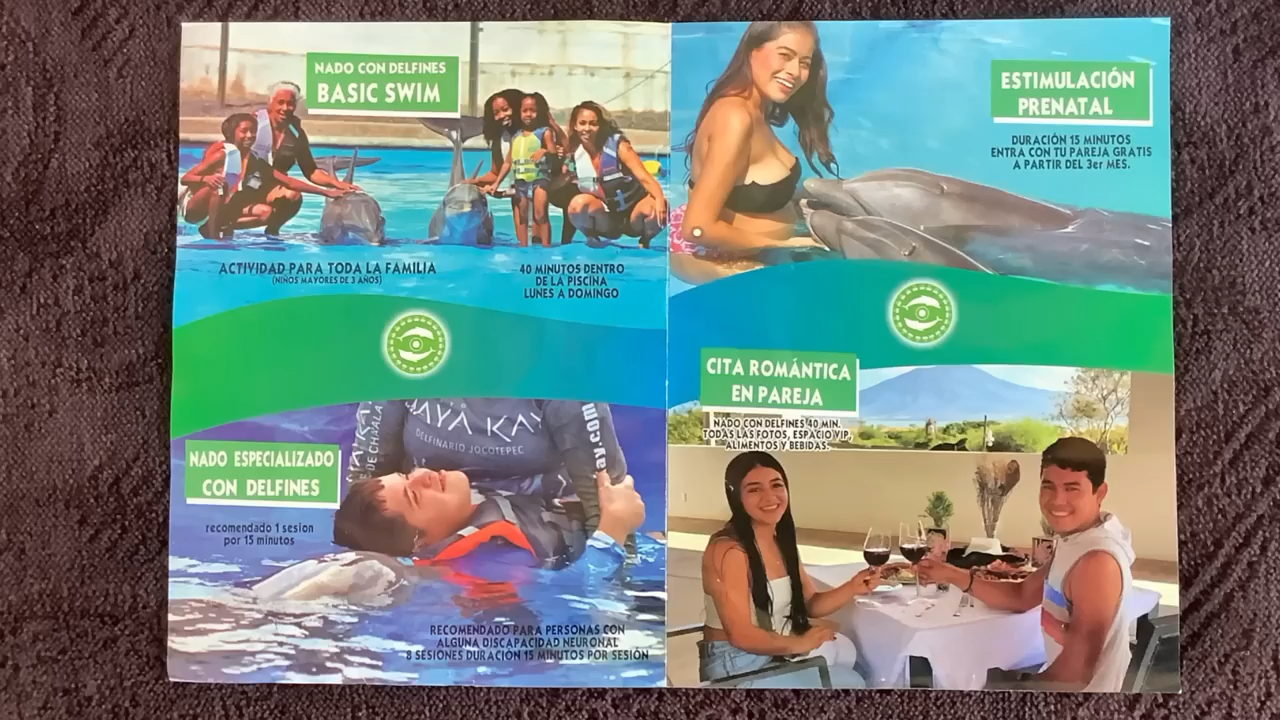 NADO CON DELFINES
BASIC SWIM
ACTIVIDAD PARA TODA LA FAMILIA
(NIÑOS MAYORES DE 3 AÑOS)
40 MINUTOS DENTRO
DE LA PISCINA
LUNES A DOMINGO
ESTIMULACIÓN
PRENATAL
DURACIÓN 15 MINUTOS
ENTRA CON TU PAREJA GRATIS
A PARTIR DEL 3er MES.
NADO ESPECIALIZADO
CON DELFINES
recomendado 1 sesion
por 15 minutos
DELFINARIO JOCOTEPEC
ay.com
RECOMENDADO PARA PERSONAS CON
ALGUNA DISCAPACIDAD NEURONAL
8 SESIONES DURACIÓN 15 MINUTOS POR SESIÓN
CITA ROMÁNTICA
EN PAREJA
NADO CON DELFINES 40 MIN.
TODAS LAS FOTOS, ESPACIO VIP,
ALIMENTOS Y BEBIDAS.